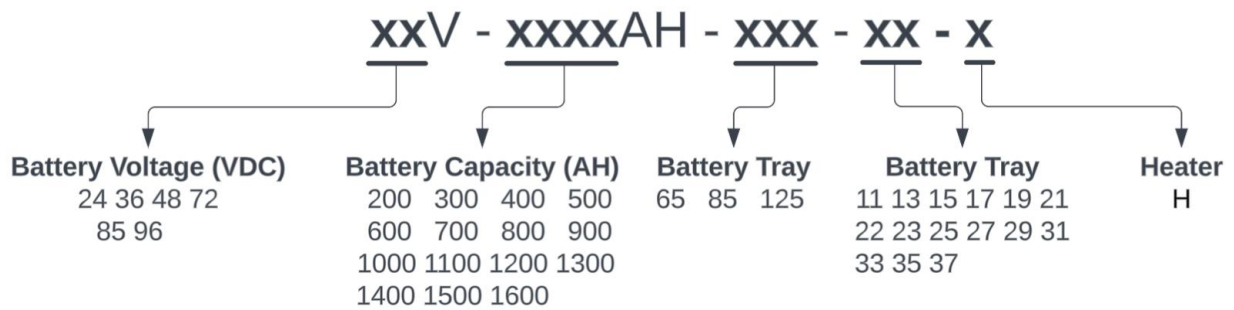 xxV - xxxxAH - xxx - xx - x
Battery Voltage (VDC)
24 36 48 72
85 96
Battery Capacity (AH)
200 300 400 500
600 700 800 900
1000 1100 1200 1300
1400 1500 1600
Battery Tray
65 85 125
Battery Tray
11 13 15 17 19 21
22 23 25 27 29 31
33 35 37
Heater
H